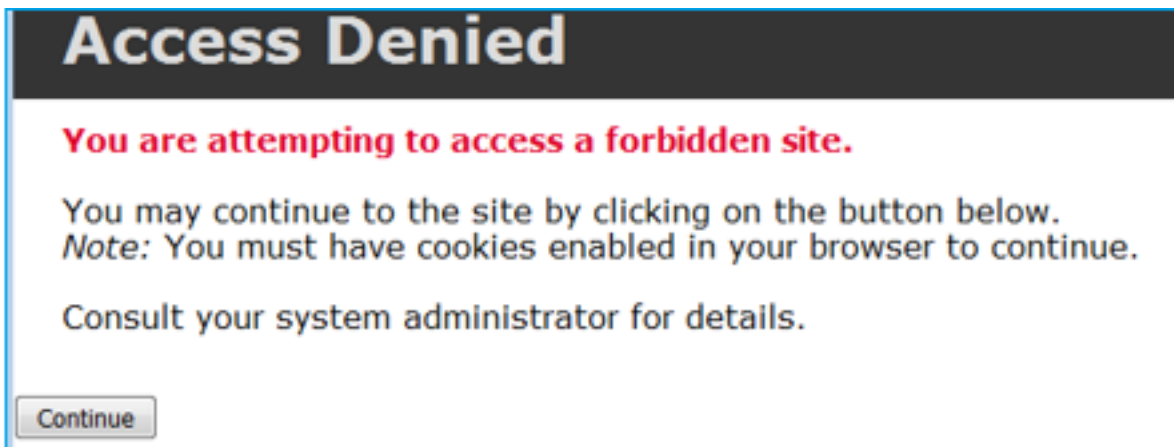 Access Denied
You are attempting to access a forbidden site.
You may continue to the site by clicking on the button below.
Note: You must have cookies enabled in your browser to continue.
Consult your system administrator for details.
Continue